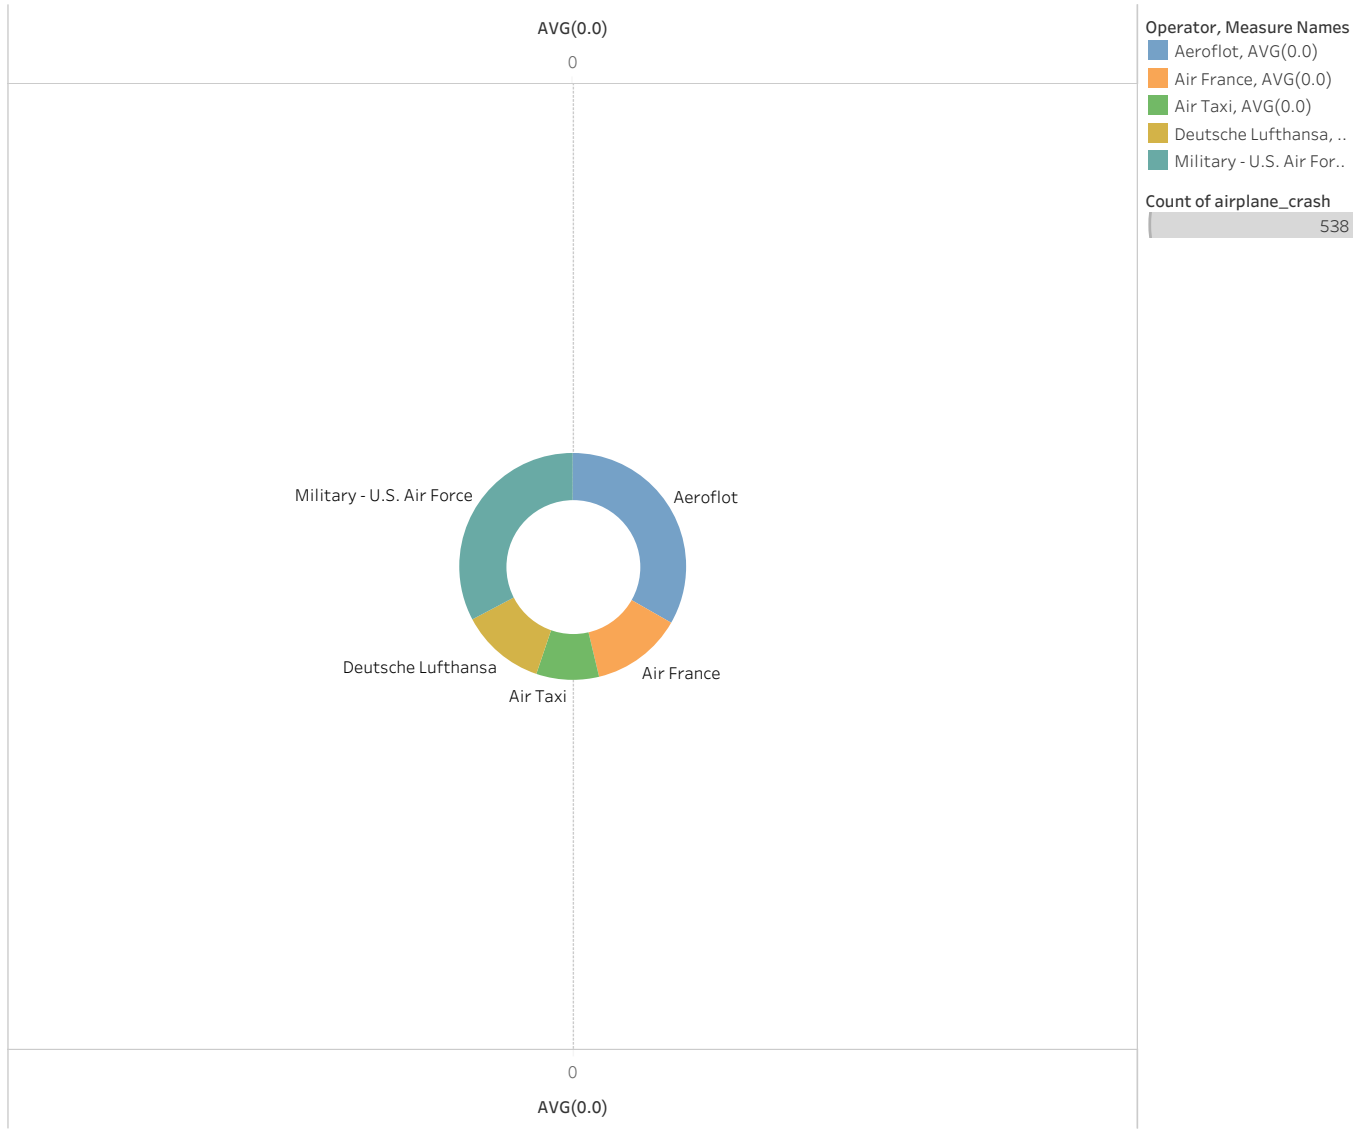 AVG(0.0)
0
Military - U.S. Air Force
Aeroflot
Deutsche Lufthansa
Air France
Air Taxi
0
AVG(0.0)
Operator, Measure Names
Aeroflot, AVG(0.0)
Air France, AVG(0.0)
Air Taxi, AVG(0.0)
Deutsche Lufthansa, ..
Military - U.S. Air For..
Count of airplane_crash
538